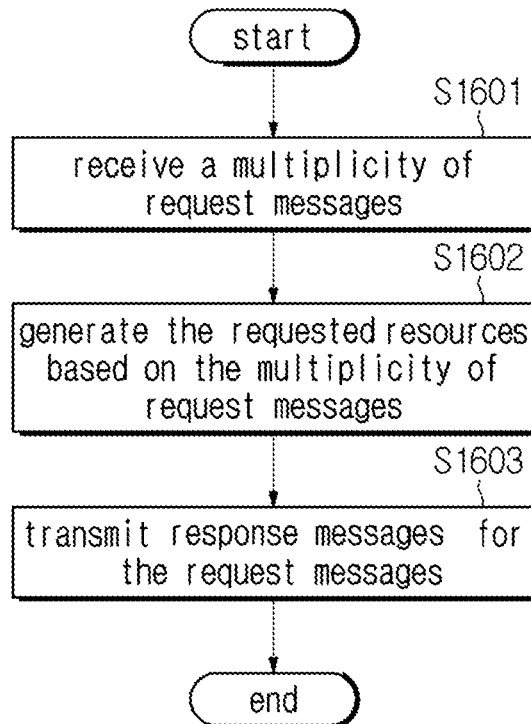 start
S1601
receive a multiplicity of
request messages
S1602
generate the requested resources
based on the multiplicity of
request messages
S1603
transmit response messages for
the request messages
end